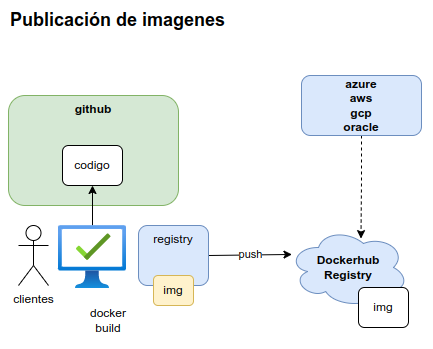 Publicación de imagenes
github
codigo
azure
aws
gcp
oracle
registry
img
push
Dockerhub
Registry
img
clientes
docker
build